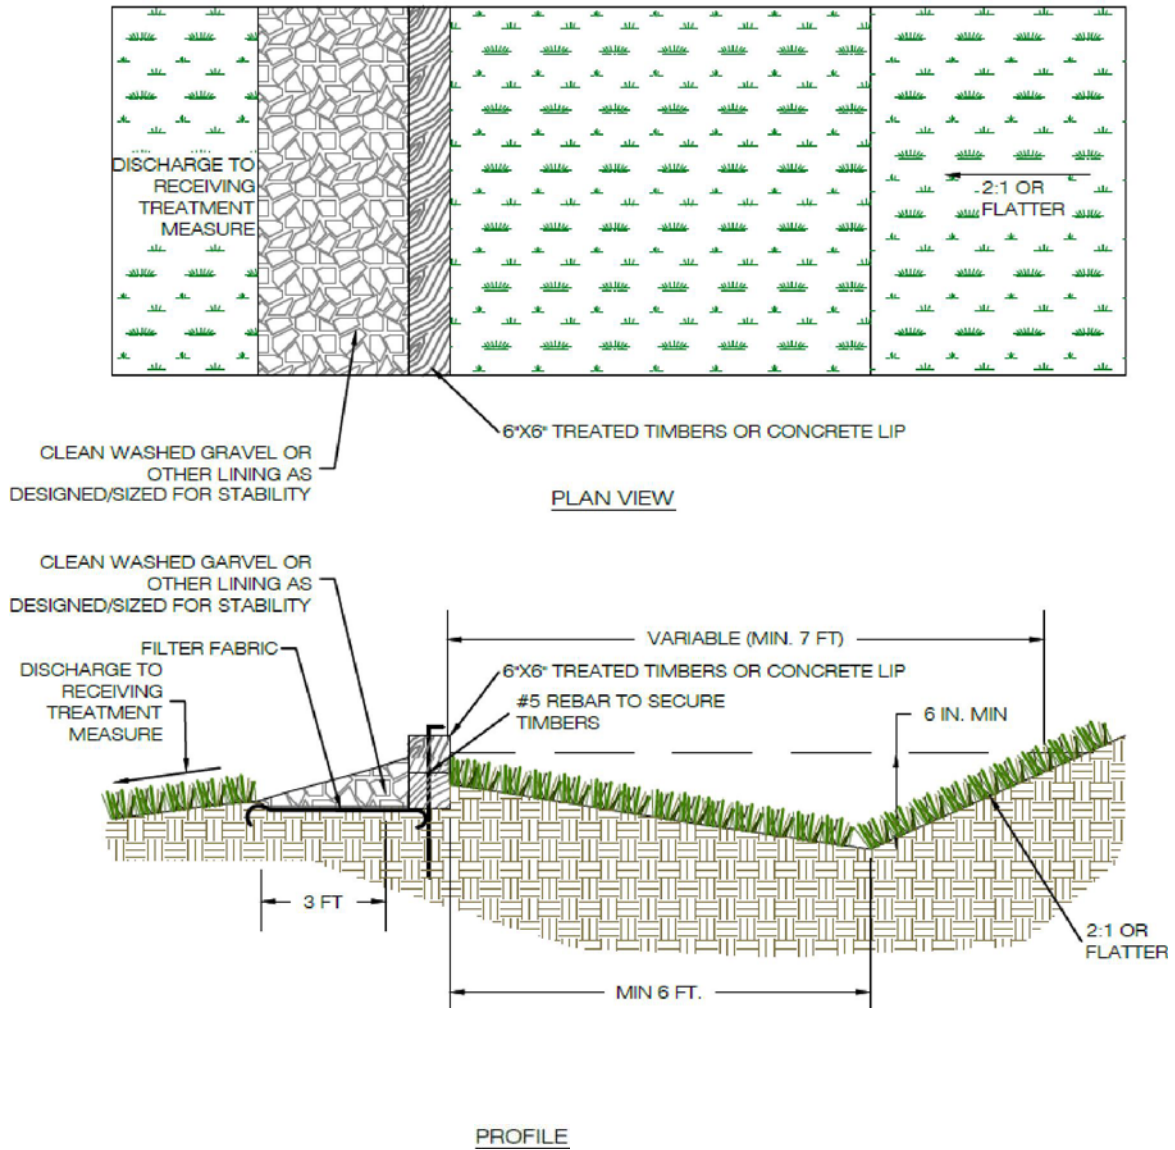 DISCHARGE TO
RECEIVING
TREATMENT
MEASURE
2:1 OR
FLATTER
6"X6" TREATED TIMBERS OR CONCRETE LIP
CLEAN WASHED GRAVEL OR
OTHER LINING AS
DESIGNED/SIZED FOR STABILITY
PLAN VIEW
CLEAN WASHED GARVEL OR
OTHER LINING AS
DESIGNED/SIZED FOR STABILITY
VARIABLE (MIN. 7 FT)
FILTER FABRIC
DISCHARGE TO
RECEIVING
TREATMENT
MEASURE
6"X6" TREATED TIMBERS OR CONCRETE LIP
#5 REBAR TO SECURE
TIMBERS
6 IN. MIN
3 FT
2:1 OR
FLATTER
MIN 6 FT.
PROFILE